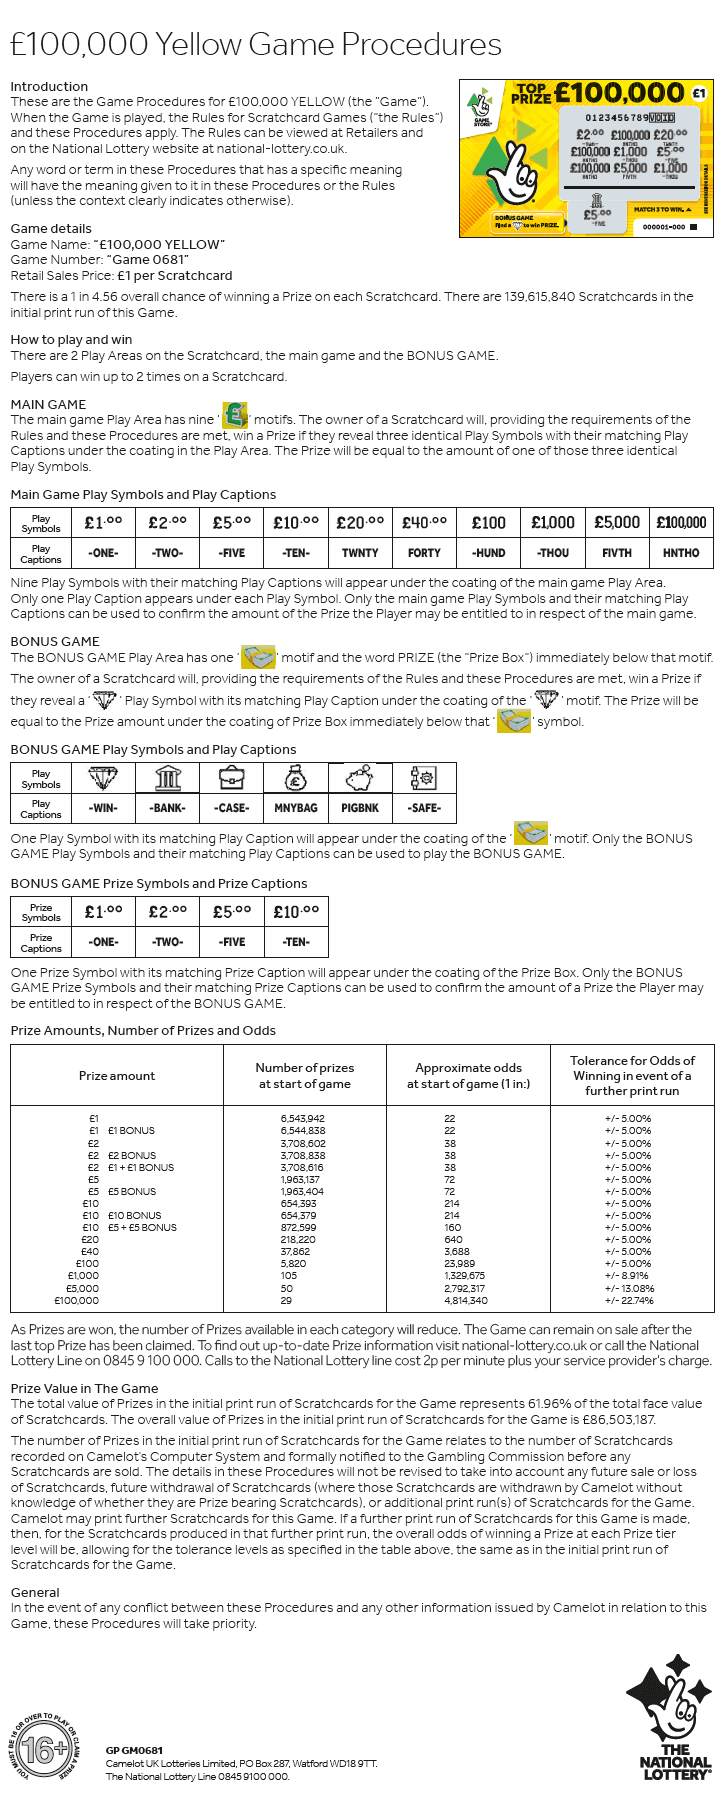 £100,000 Yellow Game Procedures
Introduction
These are the Game Procedures for £100,000 YELLOW (the “Game”).
When the Game is played, the Rules for Scratchcard Games (“the Rules”)
and these Procedures apply. The Rules can be viewed at Retailers and
on the National Lottery website at national-lottery.co.uk.
Any word or term in these Procedures that has a specific meaning
will have the meaning given to it in these Procedures or the Rules
(unless the context clearly indicates otherwise).
TOP PRIZE £100,000 £1
GAME STORE
0123456789 VOID
£2.00 £100,000 £20.00
-TWO- HNTHO TWNTY
£100,000 £1,000 £5.00
HNTHO -THOU -FIVE
£100,000 £5,000 £1,000
HNTHO FIVTH -THOU
£5.00
-FIVE
MATCH 3 TO WIN.
BONUS GAME
Find a to win PRIZE.
000001-000
Game details
Game Name: “£100,000 YELLOW”
Game Number: “Game 0681”
Retail Sales Price: £1 per Scratchcard
There is a 1 in 4.56 overall chance of winning a Prize on each Scratchcard. There are 139,615,840 Scratchcards in the
initial print run of this Game.
How to play and win
There are 2 Play Areas on the Scratchcard, the main game and the BONUS GAME.
Players can win up to 2 times on a Scratchcard.
MAIN GAME
The main game Play Area has nine ‘ £ ’ motifs. The owner of a Scratchcard will, providing the requirements of the
Rules and these Procedures are met, win a Prize if they reveal three identical Play Symbols with their matching Play
Captions under the coating in the Play Area. The Prize will be equal to the amount of one of those three identical
Play Symbols.
Main Game Play Symbols and Play Captions
Play Symbols £1.00 £2.00 £5.00 £10.00 £20.00 £40.00 £100 £1,000 £5,000 £100,000
Play Captions -ONE- -TWO- -FIVE -TEN- TWNTY FORTY -HUND -THOU FIVTH HNTHO
Nine Play Symbols with their matching Play Captions will appear under the coating of the main game Play Area.
Only one Play Caption appears under each Play Symbol. Only the main game Play Symbols and their matching Play
Captions can be used to confirm the amount of the Prize the Player may be entitled to in respect of the main game.
BONUS GAME
The BONUS GAME Play Area has one ‘ ’ motif and the word PRIZE (the “Prize Box”) immediately below that motif.
The owner of a Scratchcard will, providing the requirements of the Rules and these Procedures are met, win a Prize if
they reveal a ‘ ’ Play Symbol with its matching Play Caption under the coating of the ‘ ’ motif. The Prize will be
equal to the Prize amount under the coating of Prize Box immediately below that ‘ ’ symbol.
BONUS GAME Play Symbols and Play Captions
Play Symbols
Play Captions -WIN- -BANK- -CASE- MNYBAG PIGBNK -SAFE-
One Play Symbol with its matching Play Caption will appear under the coating of the ‘ ’ motif. Only the BONUS
GAME Play Symbols and their matching Play Captions can be used to play the BONUS GAME.
BONUS GAME Prize Symbols and Prize Captions
Prize Symbols £1.00 £2.00 £5.00 £10.00
Prize Captions -ONE- -TWO- -FIVE -TEN-
One Prize Symbol with its matching Prize Caption will appear under the coating of the Prize Box. Only the BONUS
GAME Prize Symbols and their matching Prize Captions can be used to confirm the amount of a Prize the Player may
be entitled to in respect of the BONUS GAME.
Prize Amounts, Number of Prizes and Odds
Prize amount Number of prizes at start of game Approximate odds at start of game (1 in:) Tolerance for Odds of Winning in event of a further print run
£1 6,543,942 22 +/- 5.00%
£1 £1 BONUS 6,544,838 22 +/- 5.00%
£2 3,708,602 38 +/- 5.00%
£2 £2 BONUS 3,708,838 38 +/- 5.00%
£2 £1 + £1 BONUS 3,708,616 38 +/- 5.00%
£5 1,963,137 72 +/- 5.00%
£5 £5 BONUS 1,963,404 72 +/- 5.00%
£10 654,393 214 +/- 5.00%
£10 £10 BONUS 654,379 214 +/- 5.00%
£10 £5 + £5 BONUS 872,599 160 +/- 5.00%
£20 218,220 640 +/- 5.00%
£40 37,862 3,688 +/- 5.00%
£100 5,820 23,989 +/- 5.00%
£1,000 105 1,329,675 +/- 8.91%
£5,000 50 2,792,317 +/- 13.08%
£100,000 29 4,814,340 +/- 22.74%
As Prizes are won, the number of Prizes available in each category will reduce. The Game can remain on sale after the
last top Prize has been claimed. To find out up-to-date Prize information visit national-lottery.co.uk or call the National
Lottery Line on 0845 9 100 000. Calls to the National Lottery line cost 2p per minute plus your service provider’s charge.
Prize Value in The Game
The total value of Prizes in the initial print run of Scratchcards for the Game represents 61.96% of the total face value
of Scratchcards. The overall value of Prizes in the initial print run of Scratchcards for the Game is £86,503,187.
The number of Prizes in the initial print run of Scratchcards for the Game relates to the number of Scratchcards
recorded on Camelot’s Computer System and formally notified to the Gambling Commission before any
Scratchcards are sold. The details in these Procedures will not be revised to take into account any future sale or loss
of Scratchcards, future withdrawal of Scratchcards (where those Scratchcards are withdrawn by Camelot without
knowledge of whether they are Prize bearing Scratchcards), or additional print run(s) of Scratchcards for the Game.
Camelot may print further Scratchcards for this Game. If a further print run of Scratchcards for this Game is made,
then, for the Scratchcards produced in that further print run, the overall odds of winning a Prize at each Prize tier
level will be, allowing for the tolerance levels as specified in the table above, the same as in the initial print run of
Scratchcards for the Game.
General
In the event of any conflict between these Procedures and any other information issued by Camelot in relation to this
Game, these Procedures will take priority.
YOU MUST BE 16 OR OVER TO PLAY OR CLAIM A PRIZE
16+
GP GM0681
Camelot UK Lotteries Limited, PO Box 287, Watford WD18 9TT.
The National Lottery Line 0845 9100 000.
THE
NATIONAL
LOTTERY®